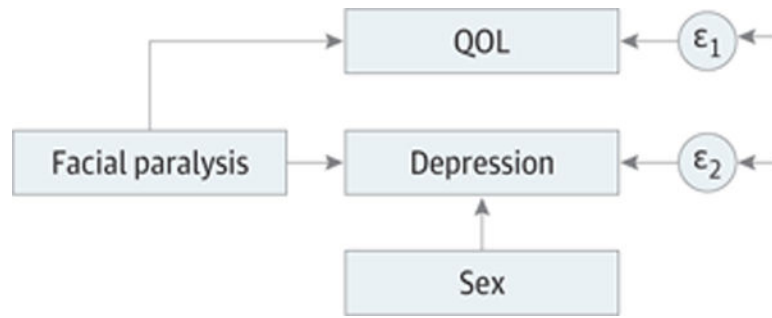 QOL
ε1
Facial paralysis
Depression
ε2
Sex